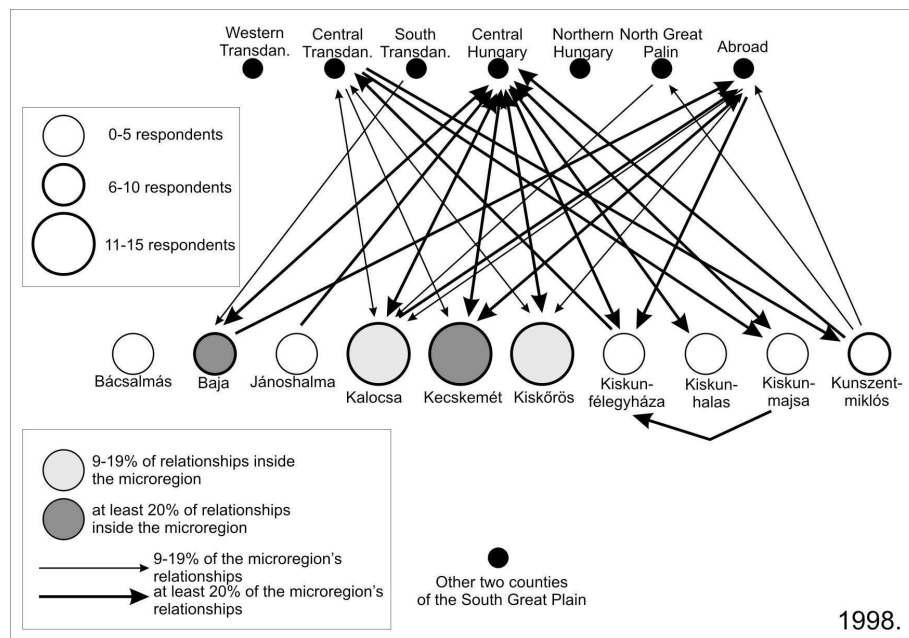 Western
Transdan.
Central
Transdan.
South
Transdan.
Central
Hungary
Northern
Hungary
North Great
Palin
Abroad
0-5 respondents
6-10 respondents
11-15 respondents
Bácsalmás
Baja
Jánoshalma
Kalocsa
Kecskemét
Kiskőrös
Kiskun-
félegyháza
Kiskun-
halas
Kiskun-
majsa
Kunszent-
miklós
9-19% of relationships inside
the microregion
at least 20% of relationships
inside the microregion
9-19% of the microregion's
relationships
at least 20% of the microregion's
relationships
Other two counties
of the South Great Plain
1998.